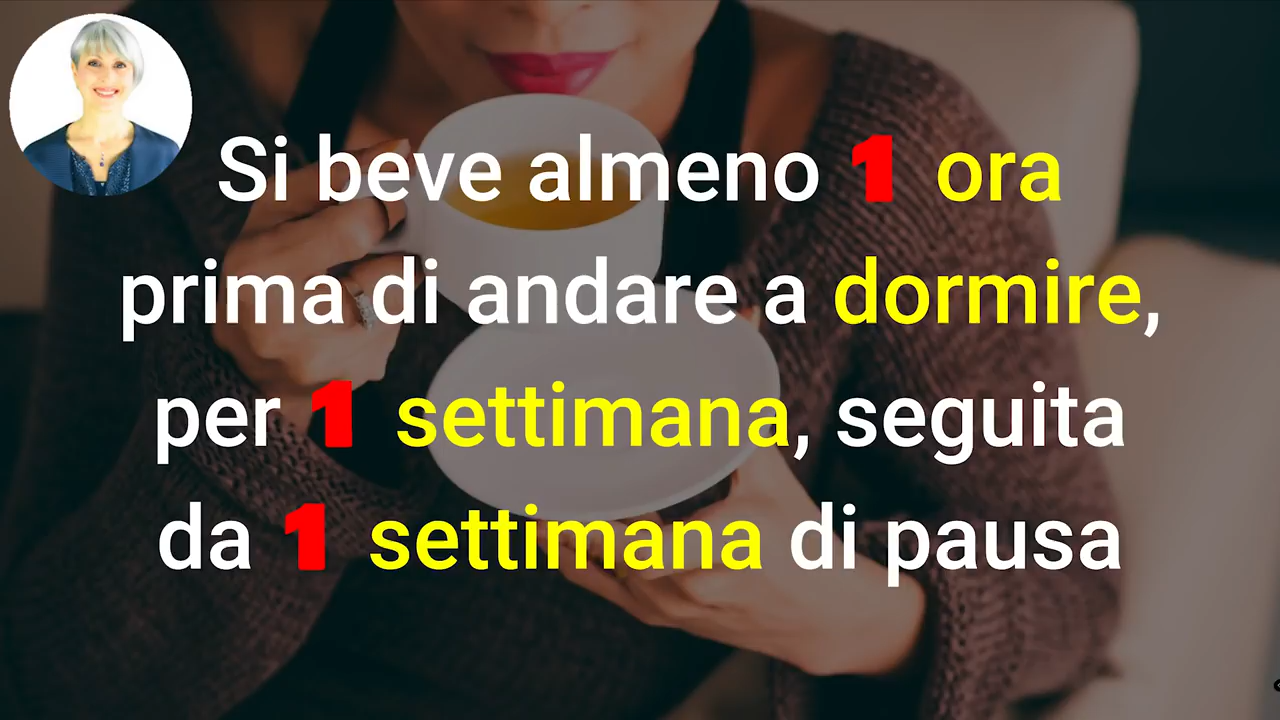 Si beve almeno 1 ora
prima di andare a dormire,
per 1 settimana, seguita
da 1 settimana di pausa